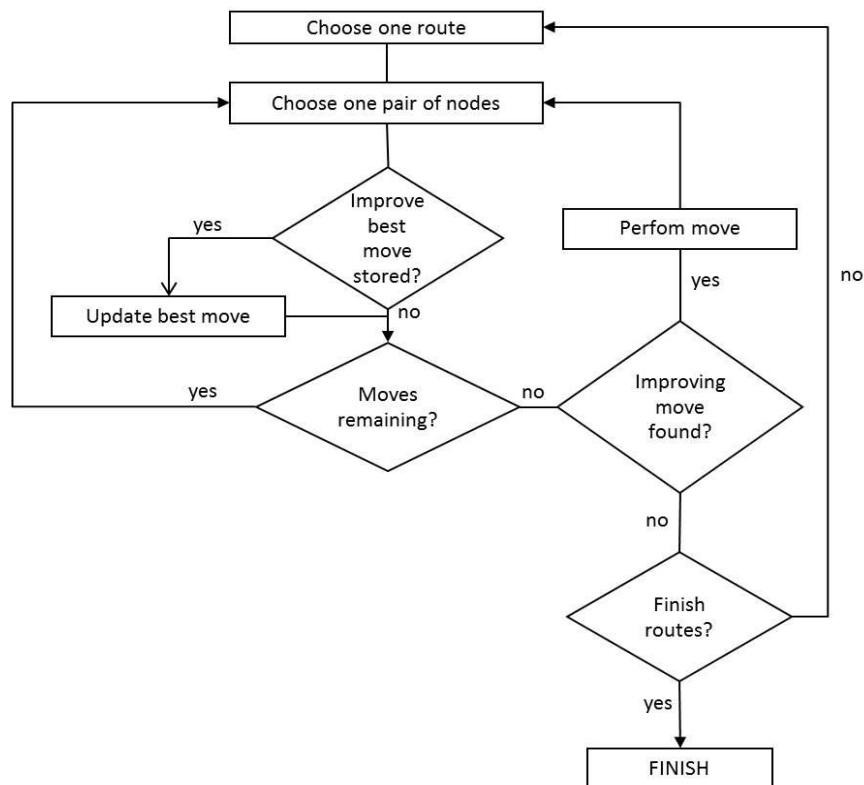 Choose one route
Choose one pair of nodes
Improve
best
move
stored?
yes
Perfom move
no
Update best move
no
yes
yes
Moves
remaining?
no
Improving
move
found?
no
Finish
routes?
yes
FINISH